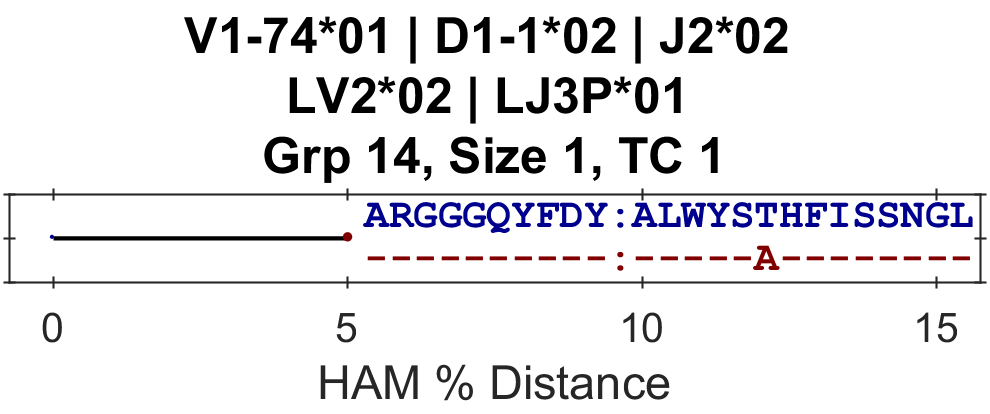 V1-74*01 | D1-1*02 | J2*02
LV2*02 | LJ3P*01
Grp 14, Size 1, TC 1
ARGGGQYFDY:ALWYSTHFISSNGL
----------:------A--------
0 5 10 15
HAM % Distance